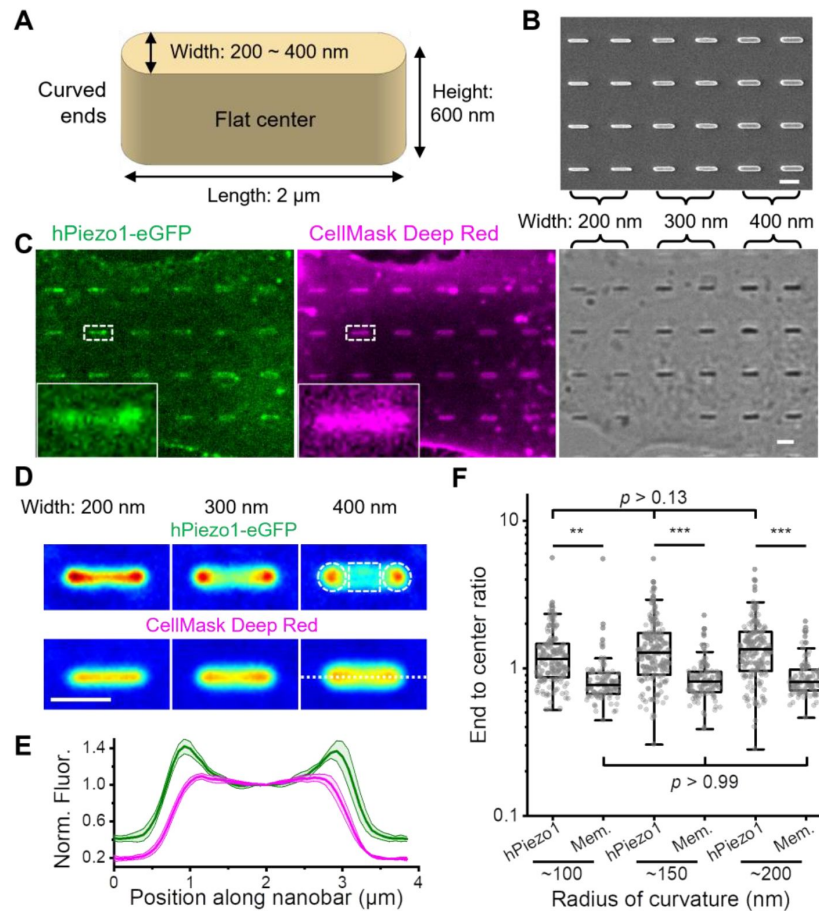 A
Width: 200 ~ 400 nm
Curved
ends
Flat center
Height:
600 nm
Length: 2 μm
B
Width: 200 nm
300 nm
400 nm
C
hPiezo1-eGFP
CellMask Deep Red
D
Width: 200 nm
300 nm
400 nm
hPiezo1-eGFP
CellMask Deep Red
E
Norm. Fluor.
1.4
1.0
0.6
0.2
0
1
2
3
4
Position along nanobar (μm)
F
End to center ratio
10
1
0.1
p > 0.13
**
***
***
p > 0.99
hPiezo1
Mem.
hPiezo1
Mem.
hPiezo1
Mem.
~100
~150
~200
Radius of curvature (nm)